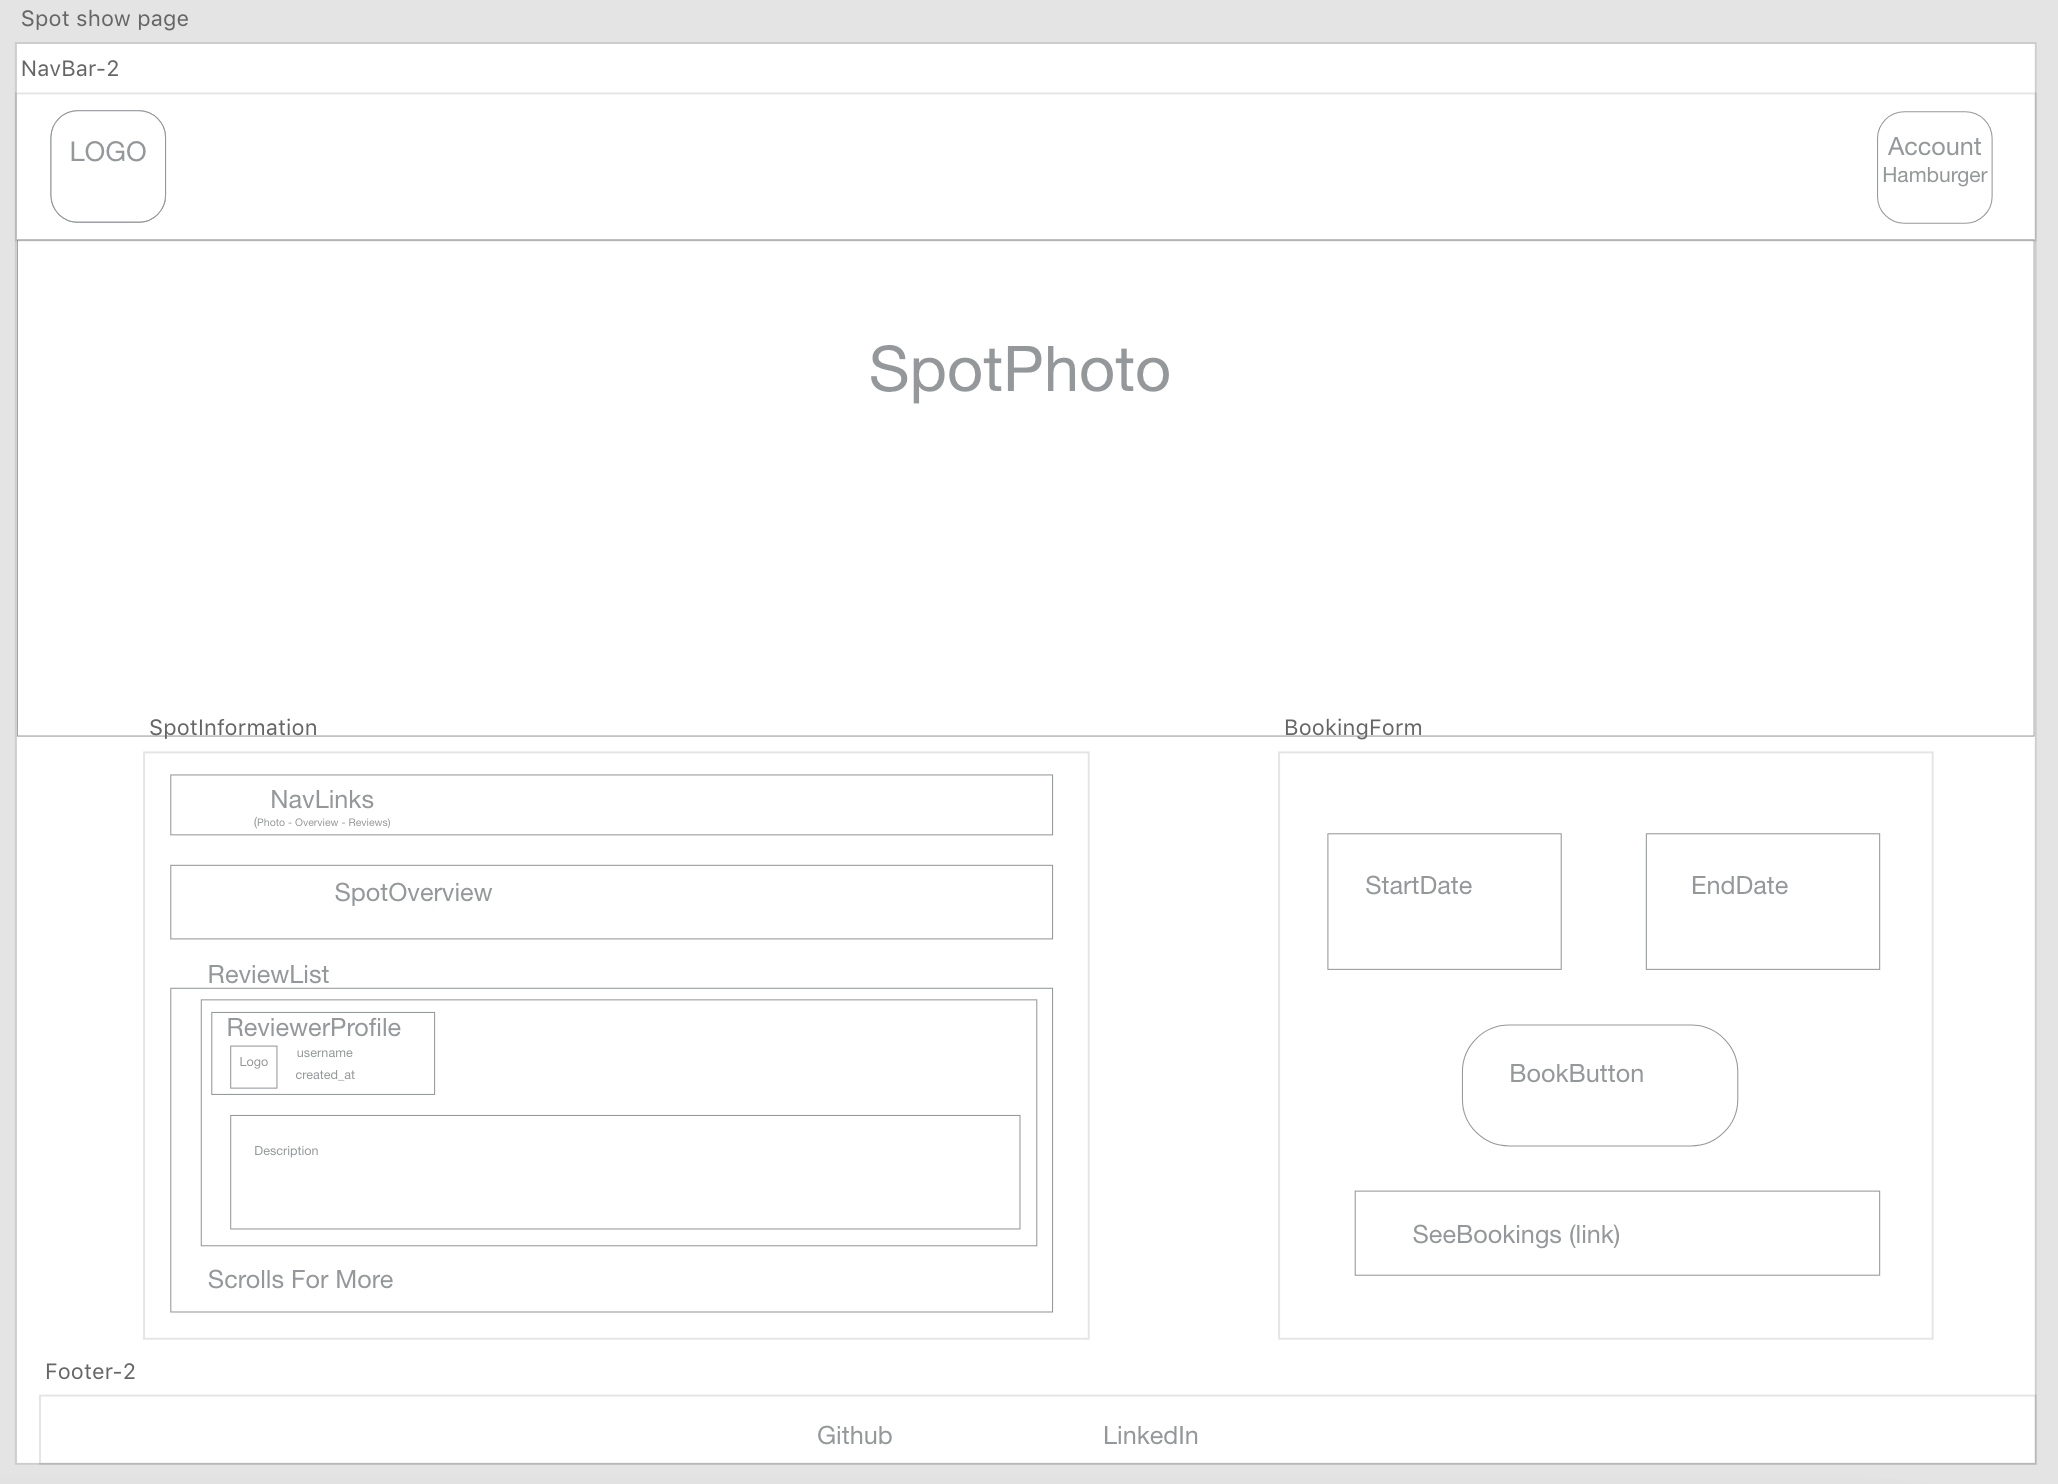 Spot show page
NavBar-2
LOGO
Account
Hamburger
SpotPhoto
SpotInformation
NavLinks
(Photo - Overview - Reviews)
SpotOverview
ReviewList
ReviewerProfile
Logo
username
created_at
Description
Scrolls For More
BookingForm
StartDate
EndDate
BookButton
SeeBookings (link)
Footer-2
Github
LinkedIn